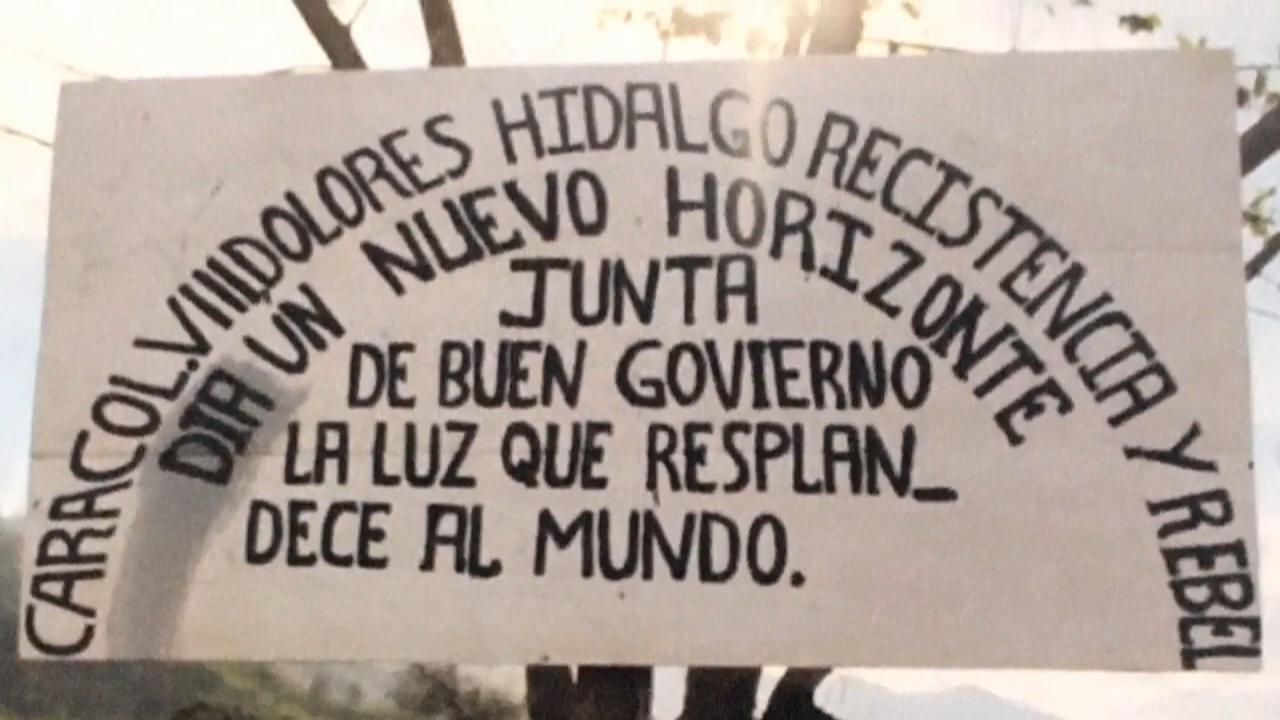 CARACOL.VIII DOLORES HIDALGO RECISTENCIA Y REBEL
DIA UN NUEVO HORIZONTE
JUNTA
DE BUEN GOVIERNO
LA LUZ QUE RESPLAN_
DECE AL MUNDO.